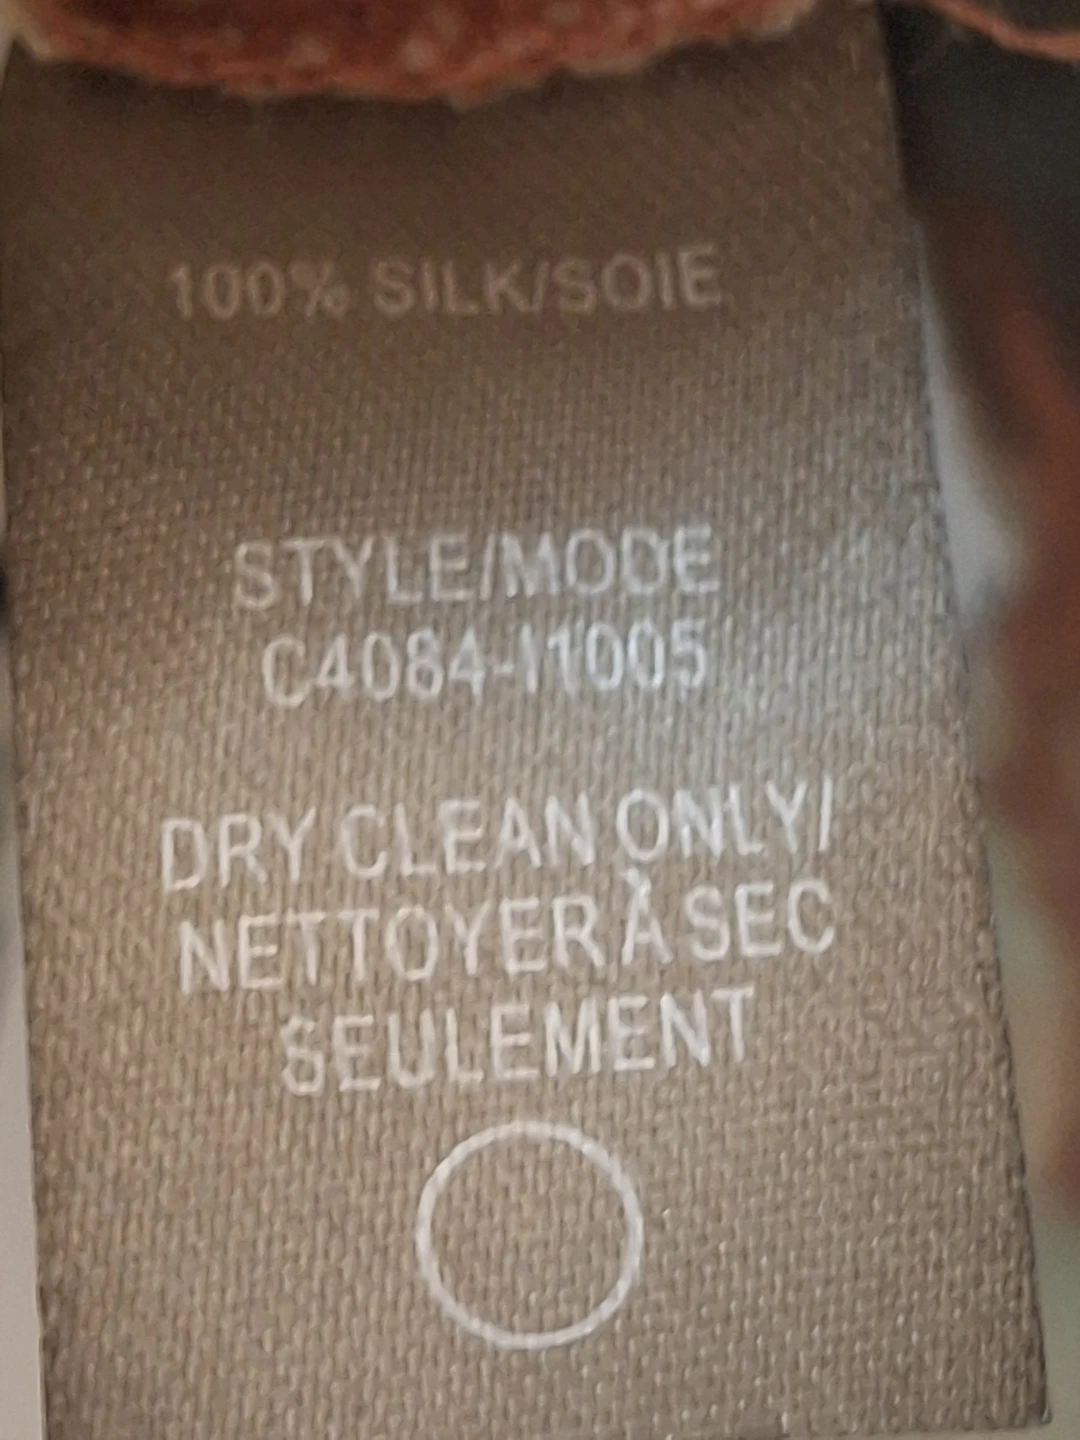 100% SILK/SOIE
STYLE/MODE
C4084-I1005
DRY CLEAN ONLY/
NETTOYER À SEC
SEULEMENT